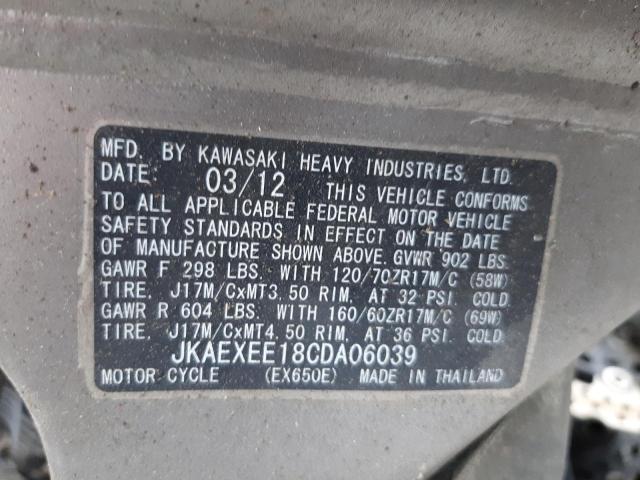 MFD. BY KAWASAKI HEAVY INDUSTRIES, LTD.
DATE: 03/12 THIS VEHICLE CONFORMS
TO ALL APPLICABLE FEDERAL MOTOR VEHICLE
SAFETY STANDARDS IN EFFECT ON THE DATE
OF MANUFACTURE SHOWN ABOVE. GVWR 902 LBS.
GAWR F 298 LBS. WITH 120/70ZR17M/C (58W)
TIRE, J17M/CxMT3.50 RIM, AT 32 PSI. COLD
GAWR R 604 LBS. WITH 160/60ZR17M/C (69W)
TIRE, J17M/CxMT4.50 RIM, AT 36 PSI. COLD
JKAEXEE18CDA06039
MOTOR CYCLE (EX650E) MADE IN THAILAND